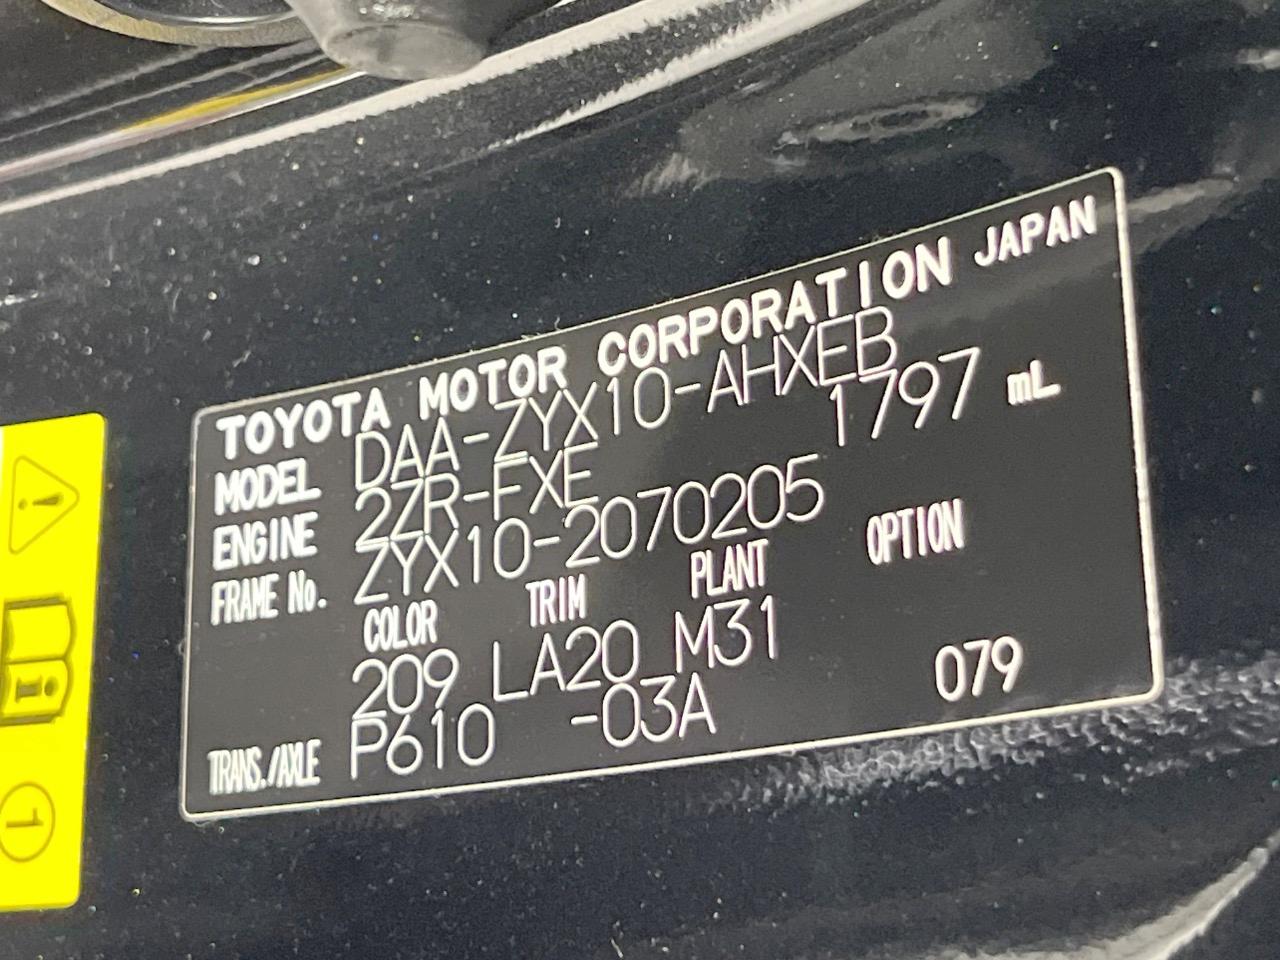 TOYOTA MOTOR CORPORATION JAPAN
MODEL DAA-ZYX10-AHXEB
ENGINE 2ZR-FXE 1797 mL
FRAME No. ZYX10-2070205
COLOR TRIM PLANT OPTION
209 LA20 M31
TRANS./AXLE P610 -03A 079
1